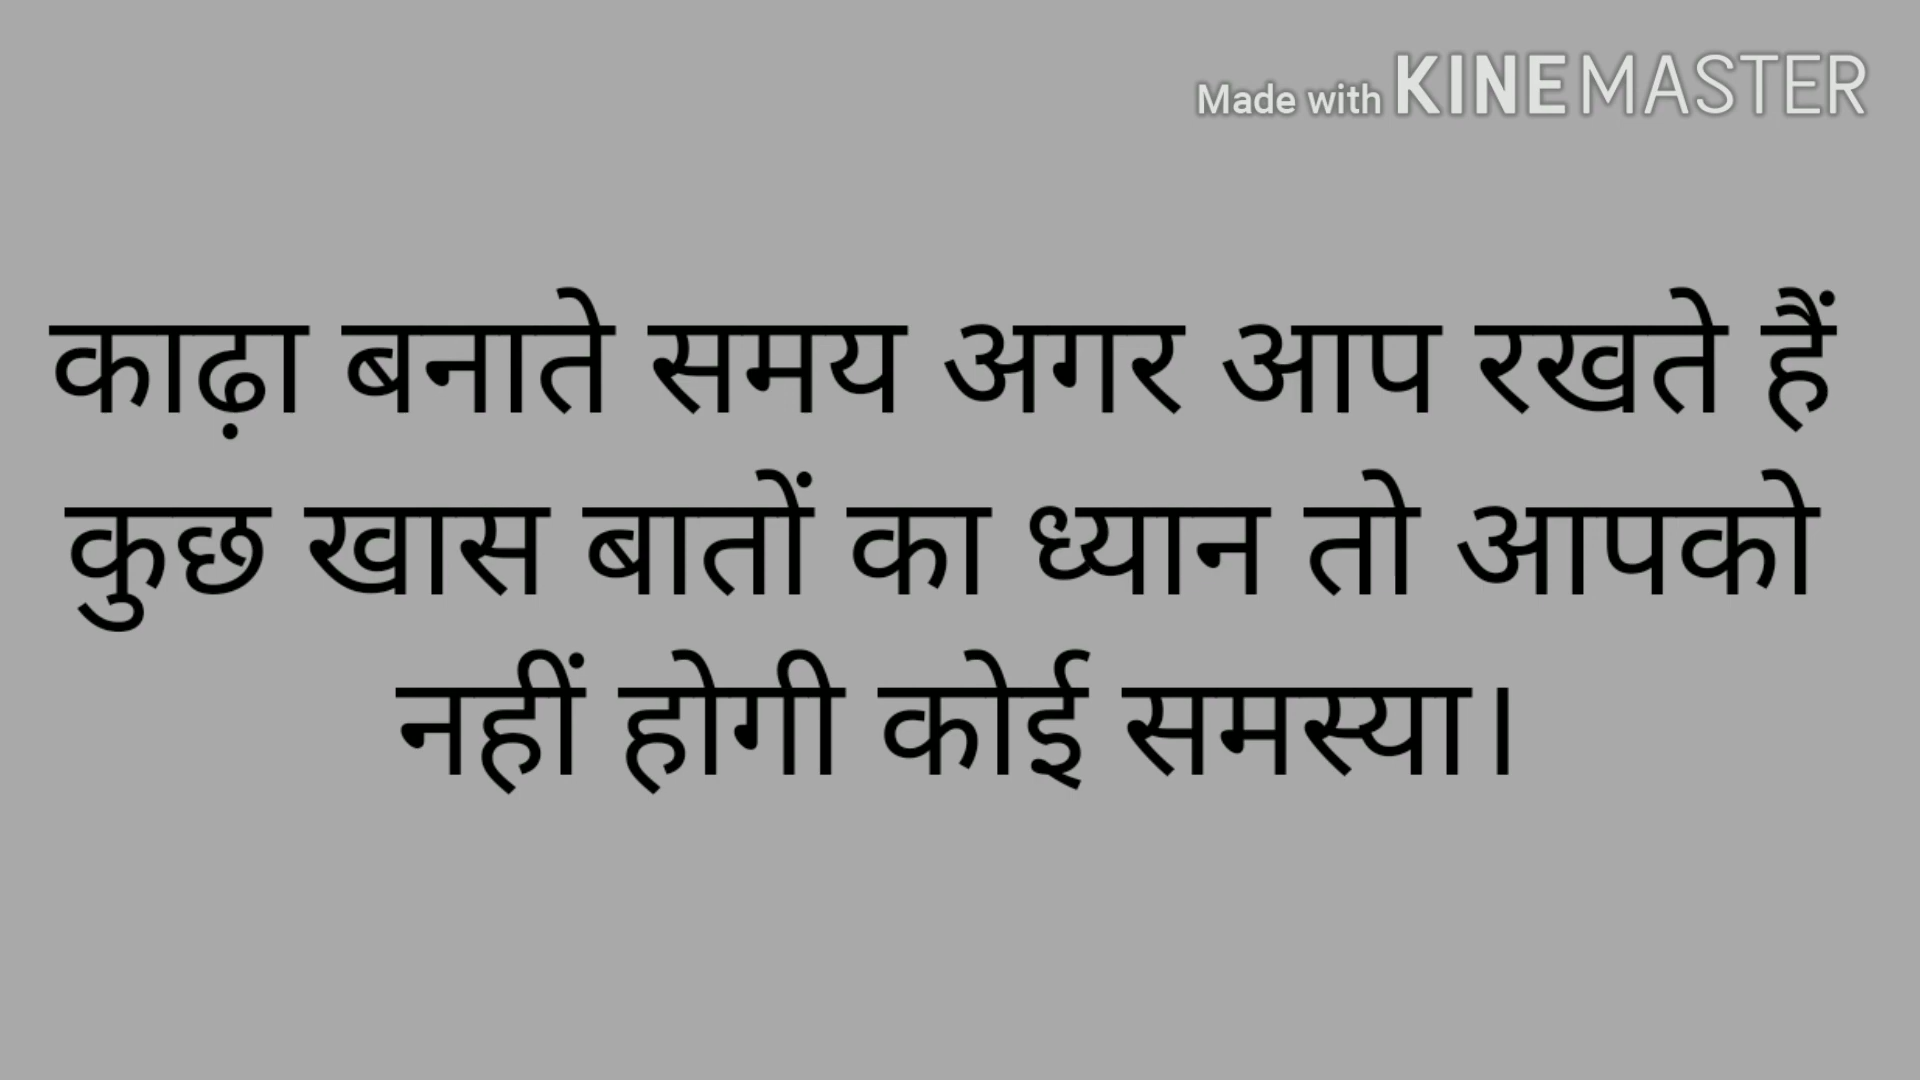 Made with KINEMASTER
काढ़ा बनाते समय अगर आप रखते हैं
कुछ खास बातों का ध्यान तो आपको
नहीं होगी कोई समस्या।